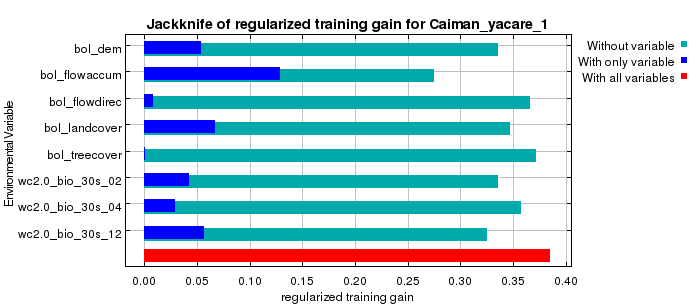 Jackknife of regularized training gain for Caiman_yacare_1
Environmental Variable
bol_dem
bol_flowaccum
bol_flowdirec
bol_landcover
bol_treecover
wc2.0_bio_30s_02
wc2.0_bio_30s_04
wc2.0_bio_30s_12
Without variable
With only variable
With all variables
0.00 0.05 0.10 0.15 0.20 0.25 0.30 0.35 0.40
regularized training gain